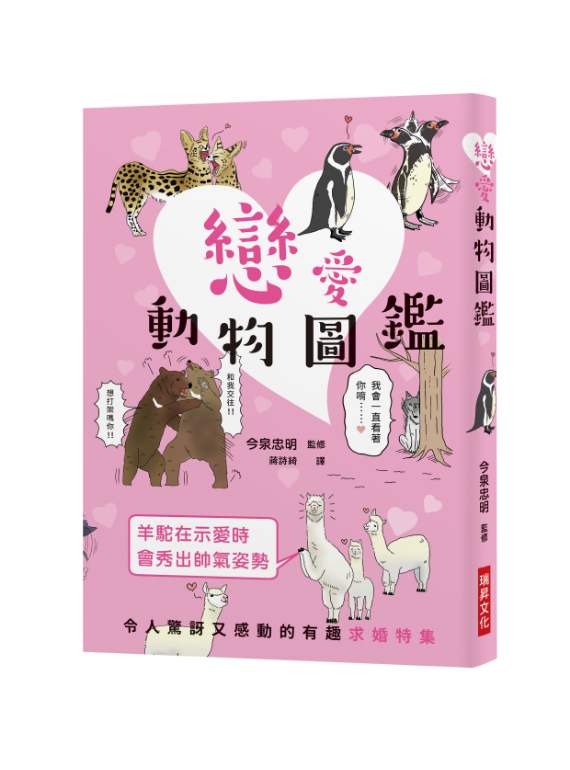 戀愛
動物圖鑑
和我交往!!
想打架嗎你!!
我會一直看著
你唷……
今泉忠明 監修
蔣詩綺 譯
羊駝在示愛時
會秀出帥氣姿勢
令人驚訝又感動的有趣求婚特集
戀愛動物圖鑑
今泉忠明 監修
瑞昇文化